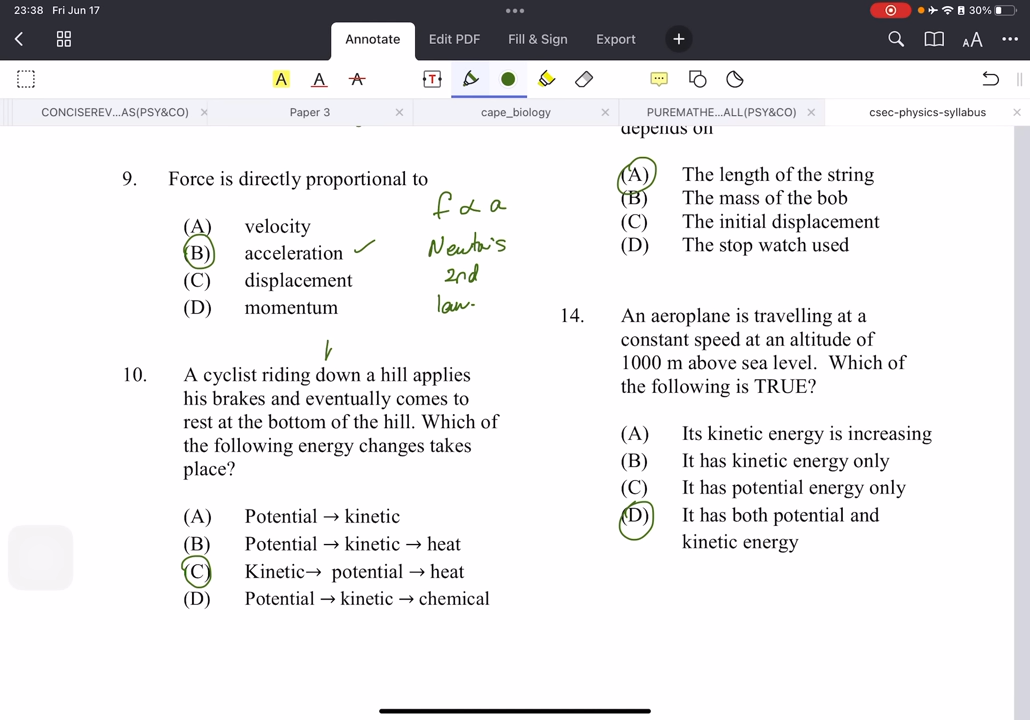 23:38 Fri Jun 17
30%
Annotate
Edit PDF
Fill & Sign
Export
AA
A A A T
CONCISEREV...AS(PSY&CO)
Paper 3
cape_biology
PUREMATHE...ALL(PSY&CO)
csec-physics-syllabus
9. Force is directly proportional to
(A) velocity
(B) acceleration
(C) displacement
(D) momentum
f ∝ a
Newton's
2nd
law.
10. A cyclist riding down a hill applies
his brakes and eventually comes to
rest at the bottom of the hill. Which of
the following energy changes takes
place?
(A) Potential → kinetic
(B) Potential → kinetic → heat
(C) Kinetic→ potential → heat
(D) Potential → kinetic → chemical
depends on
(A) The length of the string
(B) The mass of the bob
(C) The initial displacement
(D) The stop watch used
14. An aeroplane is travelling at a
constant speed at an altitude of
1000 m above sea level. Which of
the following is TRUE?
(A) Its kinetic energy is increasing
(B) It has kinetic energy only
(C) It has potential energy only
(D) It has both potential and
kinetic energy